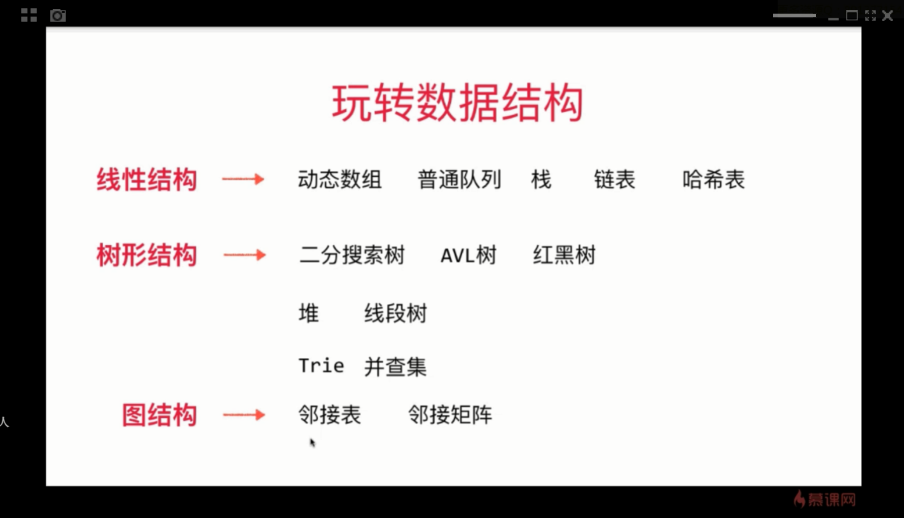 玩转数据结构
线性结构 动态数组 普通队列 栈 链表 哈希表
树形结构 二分搜索树 AVL树 红黑树
堆 线段树
Trie 并查集
图结构 邻接表 邻接矩阵
人
慕课网